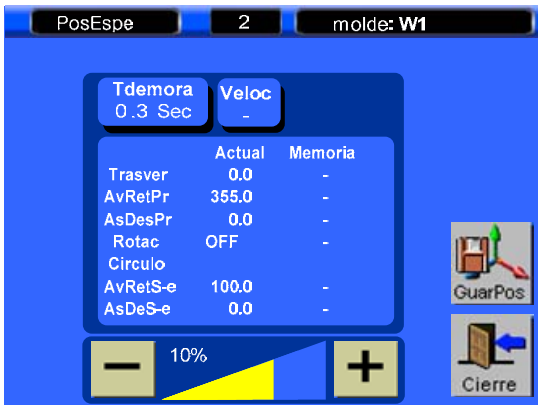 PosEspe 2 molde: W1
Tdemora Veloc
0.3 Sec -
Actual Memoria
Trasver 0.0 -
AvRetPr 355.0 -
AsDesPr 0.0 -
Rotac OFF -
Circulo
AvRetS-e 100.0 -
AsDeS-e 0.0 -
GuarPos
10%
Cierre